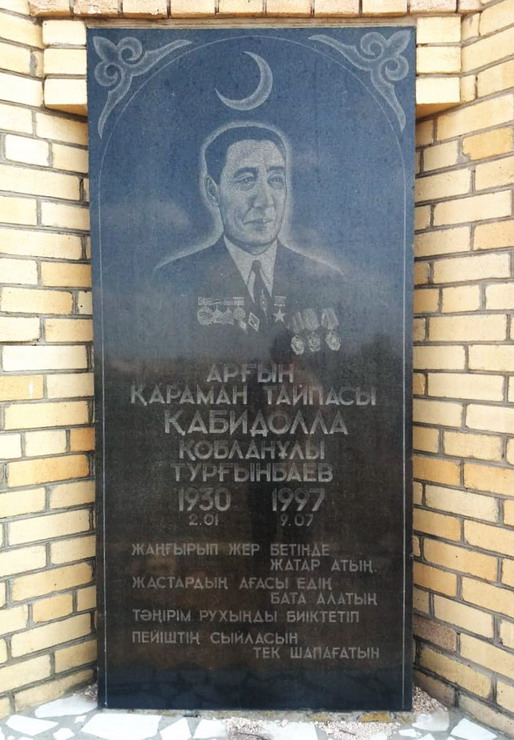 АРҒЫН
ҚАРАМАН ТАЙПАСЫ
ҚАБИДОЛЛА
ҚОБЛАНҰЛЫ
ТУРҒЫНБАЕВ
1930 1997
2.01 9.07
ЖАҢҒЫРЫП ЖЕР БЕТІНДЕ
ЖАТАР АТЫҢ.
ЖАСТАРДЫҢ АҒАСЫ ЕДІҢ
БАТА АЛАТЫН
ТӘҢІРІМ РУХЫҢДЫ БИІКТЕТІП
ПЕЙІШТІҢ СЫЙЛАСЫН
ТЕК ШАПАҒАТЫН